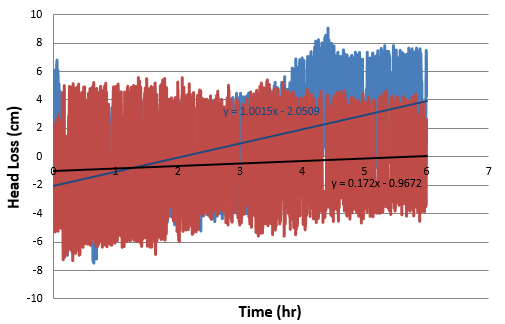 10
8
6
4
2
0
-2
-4
-6
-8
-10
0 1 2 3 4 5 6 7
y = 1.0015x - 2.0509
y = 0.172x - 0.9672
Head Loss (cm)
Time (hr)